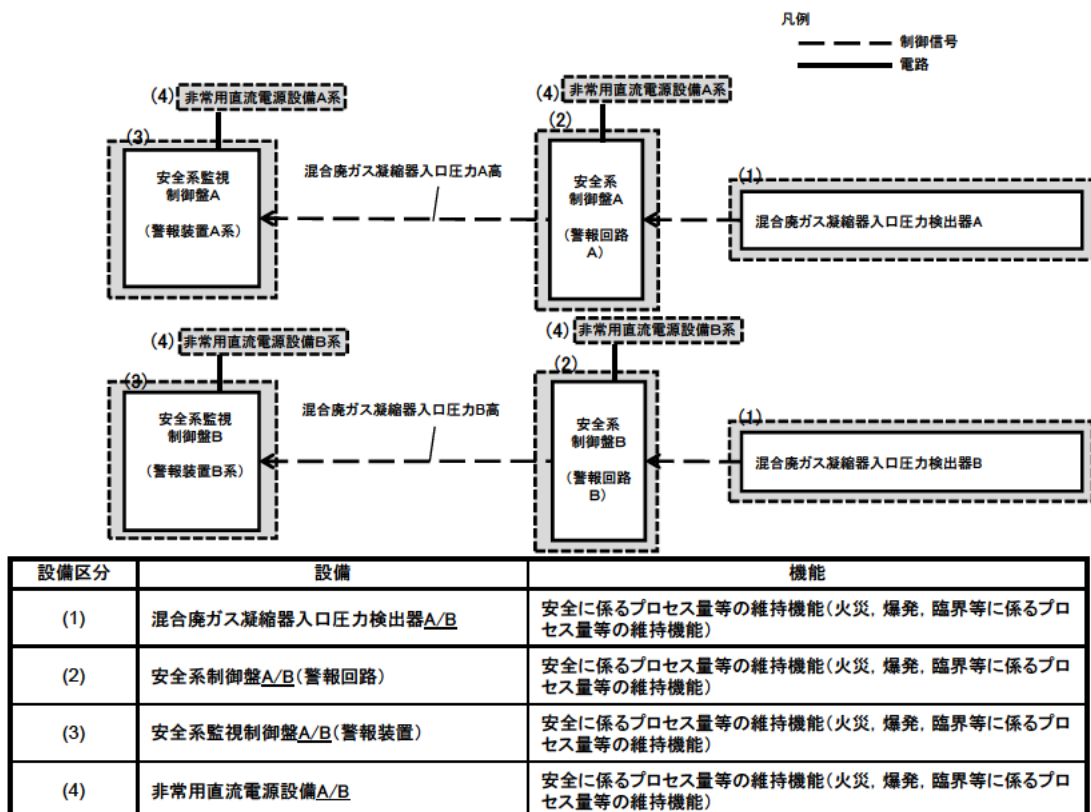 凡例
制御信号
電路
(4) 非常用直流電源設備A系
(3)
安全系監視
制御盤A
(警報装置A系)
混合廃ガス凝縮器入口圧力A高
(4) 非常用直流電源設備A系
(2)
安全系
制御盤A
(警報回路
A)
(1)
混合廃ガス凝縮器入口圧力検出器A
(4) 非常用直流電源設備B系
(3)
安全系監視
制御盤B
(警報装置B系)
混合廃ガス凝縮器入口圧力B高
(4) 非常用直流電源設備B系
(2)
安全系
制御盤B
(警報回路
B)
(1)
混合廃ガス凝縮器入口圧力検出器B
設備区分 設備 機能
(1) 混合廃ガス凝縮器入口圧力検出器A/B 安全に係るプロセス量等の維持機能(火災,爆発,臨界等に係るプロ
セス量等の維持機能)
(2) 安全系制御盤A/B(警報回路) 安全に係るプロセス量等の維持機能(火災,爆発,臨界等に係るプロ
セス量等の維持機能)
(3) 安全系監視制御盤A/B(警報装置) 安全に係るプロセス量等の維持機能(火災,爆発,臨界等に係るプロ
セス量等の維持機能)
(4) 非常用直流電源設備A/B 安全に係るプロセス量等の維持機能(火災,爆発,臨界等に係るプロ
セス量等の維持機能)